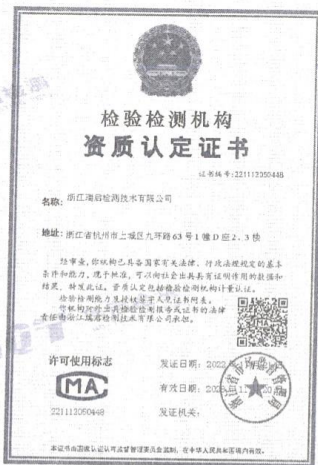 检验检测机构
资质认定证书
证书编号:221112050448
名称:浙江瑞启检测技术有限公司
地址:浙江省杭州市上城区九环路63号1幢D座2、3楼
经审查,你机构已具备国家有关法律、行政法规规定的基本
条件和能力,现予批准,可以向社会出具具有证明作用的数据和
结果,特发此证。资质认定包括检验检测机构计量认证。
检验检测能力及授权签字人见证书附表。
你机构对外出具检验检测报告或证书的法律
责任由浙江瑞启检测技术有限公司承担。
许可使用标志
MA
221112050448
发证日期:2022
有效日期:20
发证机关:
本证书由国家认证认可监督管理委员会监制,在中华人民共和国境内有效。